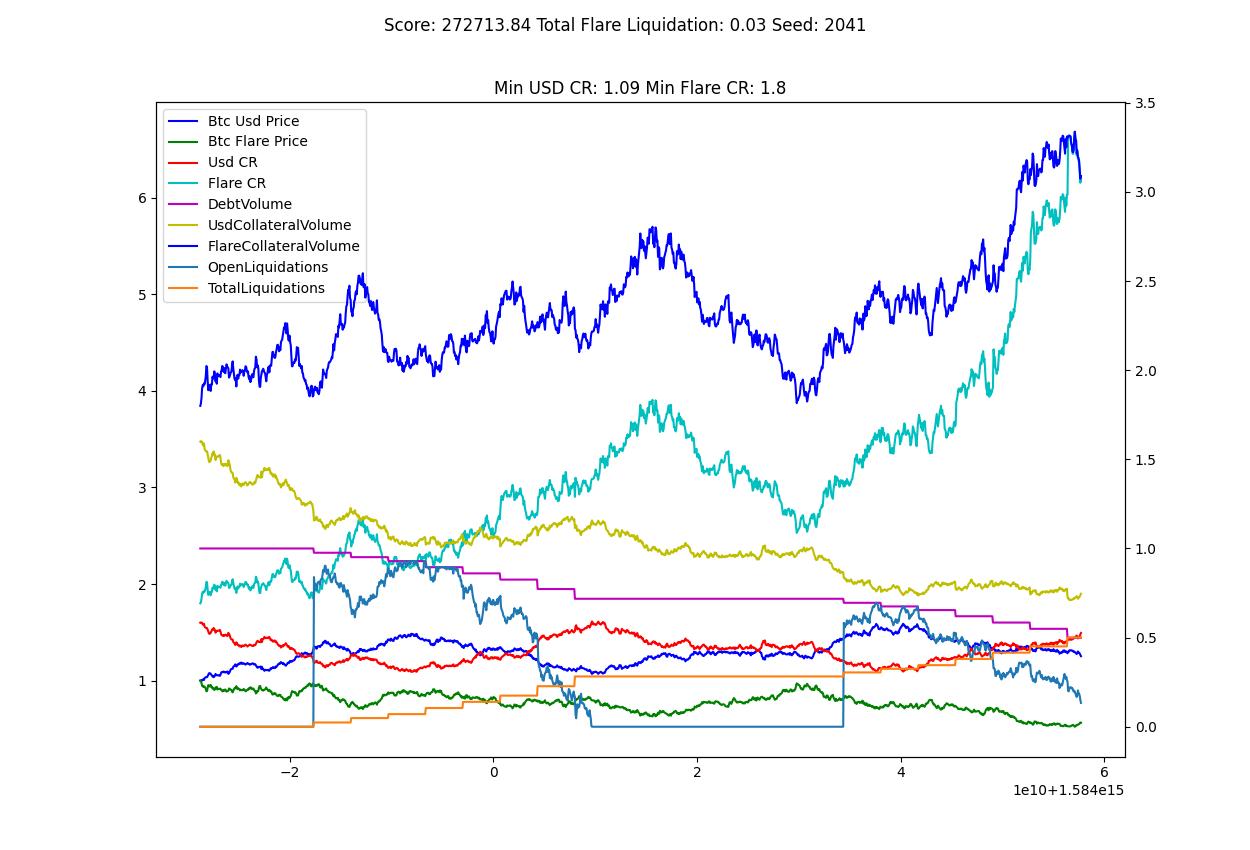 Score: 272713.84 Total Flare Liquidation: 0.03 Seed: 2041
Min USD CR: 1.09 Min Flare CR: 1.8
Btc Usd Price
Btc Flare Price
Usd CR
Flare CR
DebtVolume
UsdCollateralVolume
FlareCollateralVolume
OpenLiquidations
TotalLiquidations
6
5
4
3
2
1
3.5
3.0
2.5
2.0
1.5
1.0
0.5
0.0
−2 0 2 4 6
1e10+1.584e15